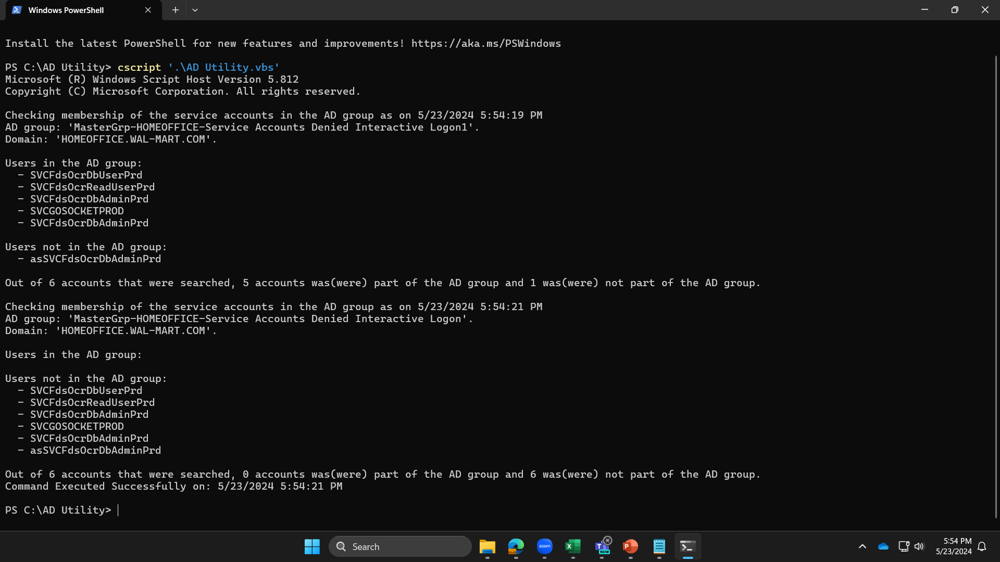 Windows PowerShell
Install the latest PowerShell for new features and improvements! https://aka.ms/PSWindows
PS C:\AD Utility> cscript '.\AD Utility.vbs'
Microsoft (R) Windows Script Host Version 5.812
Copyright (C) Microsoft Corporation. All rights reserved.
Checking membership of the service accounts in the AD group as on 5/23/2024 5:54:19 PM
AD group: 'MasterGrp-HOMEOFFICE-Service Accounts Denied Interactive Logon1'.
Domain: 'HOMEOFFICE.WAL-MART.COM'.
Users in the AD group:
- SVCFdsOcrDbUserPrd
- SVCFdsOcrReadUserPrd
- SVCFdsOcrDbAdminPrd
- SVCGOSOCKETPROD
- SVCFdsOcrDbAdminPrd
Users not in the AD group:
- asSVCFdsOcrDbAdminPrd
Out of 6 accounts that were searched, 5 accounts was(were) part of the AD group and 1 was(were) not part of the AD group.
Checking membership of the service accounts in the AD group as on 5/23/2024 5:54:21 PM
AD group: 'MasterGrp-HOMEOFFICE-Service Accounts Denied Interactive Logon'.
Domain: 'HOMEOFFICE.WAL-MART.COM'.
Users in the AD group:
Users not in the AD group:
- SVCFdsOcrDbUserPrd
- SVCFdsOcrReadUserPrd
- SVCFdsOcrDbAdminPrd
- SVCGOSOCKETPROD
- SVCFdsOcrDbAdminPrd
- asSVCFdsOcrDbAdminPrd
Out of 6 accounts that were searched, 0 accounts was(were) part of the AD group and 6 was(were) not part of the AD group.
Command Executed Successfully on: 5/23/2024 5:54:21 PM
PS C:\AD Utility>
Search
zoom
X
T
NEW
P
5:54 PM
5/23/2024